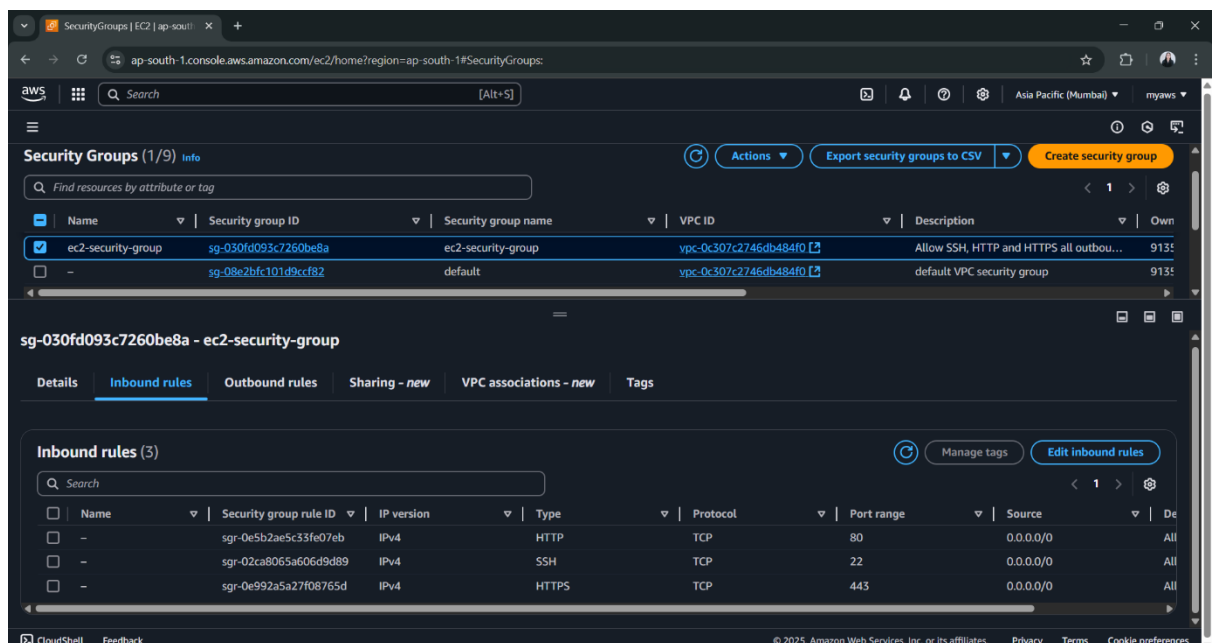 SecurityGroups | EC2 | ap-south
ap-south-1.console.aws.amazon.com/ec2/home?region=ap-south-1#SecurityGroups:
aws Search [Alt+S] Asia Pacific (Mumbai) myaws
Security Groups (1/9) Info Actions Export security groups to CSV Create security group
Find resources by attribute or tag 1
Name Security group ID Security group name VPC ID Description Own
ec2-security-group sg-030fd093c7260be8a ec2-security-group vpc-0c307c2746db484f0 Allow SSH, HTTP and HTTPS all outbou... 9135
– sg-08e2bfc101d9ccf82 default vpc-0c307c2746db484f0 default VPC security group 9135
sg-030fd093c7260be8a - ec2-security-group
Details Inbound rules Outbound rules Sharing - new VPC associations - new Tags
Inbound rules (3) Manage tags Edit inbound rules
Search 1
Name Security group rule ID IP version Type Protocol Port range Source De
– sgr-0e5b2ae5c33fe07eb IPv4 HTTP TCP 80 0.0.0.0/0 All
– sgr-02ca8065a606d9d89 IPv4 SSH TCP 22 0.0.0.0/0 All
– sgr-0e992a5a27f08765d IPv4 HTTPS TCP 443 0.0.0.0/0 All
CloudShell Feedback © 2025, Amazon Web Services, Inc. or its affiliates. Privacy Terms Cookie preferences